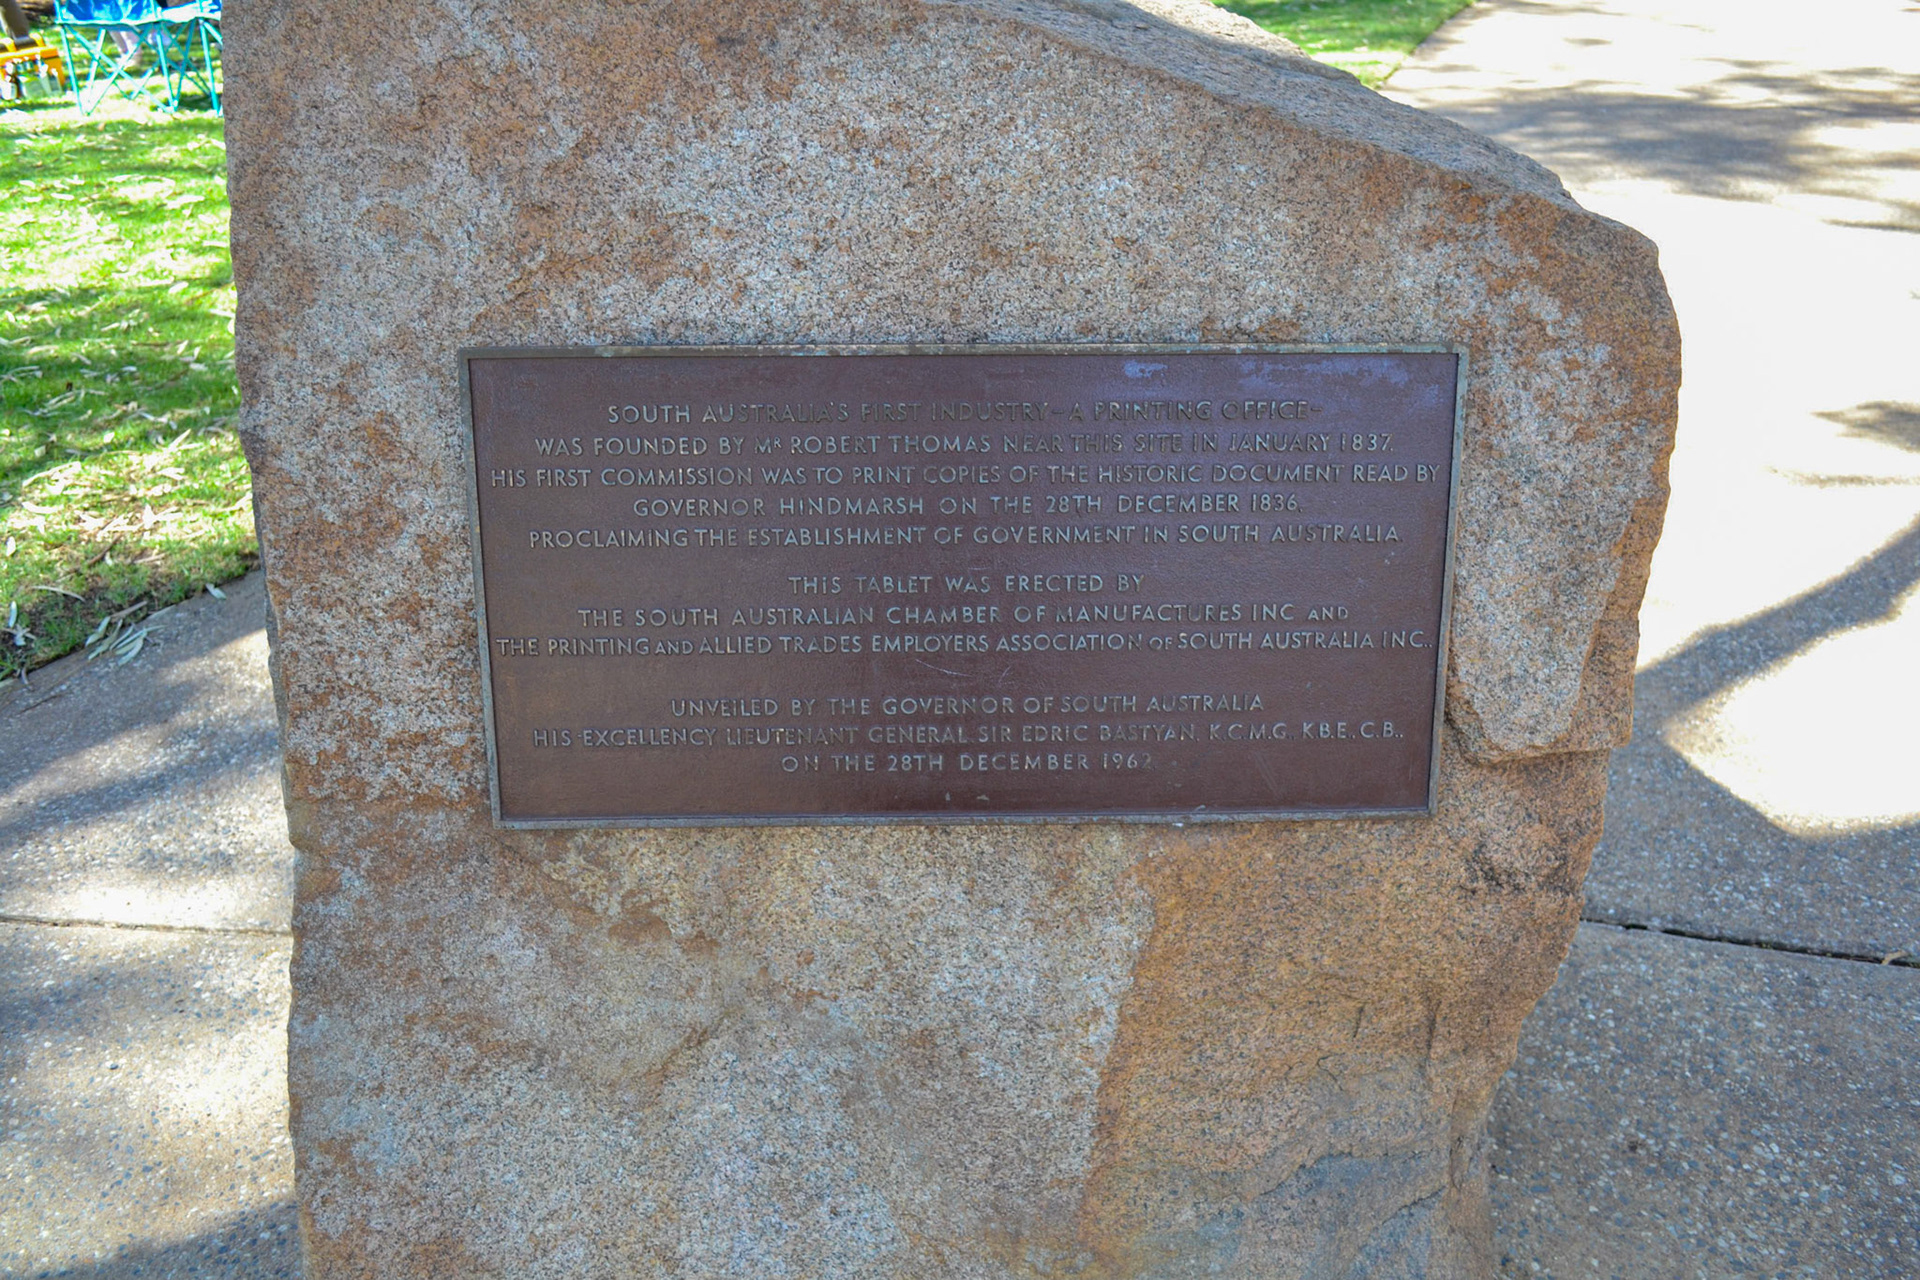 SOUTH AUSTRALIA'S FIRST INDUSTRY - A PRINTING OFFICE -
WAS FOUNDED BY MR ROBERT THOMAS NEAR THIS SITE IN JANUARY 1837.
HIS FIRST COMMISSION WAS TO PRINT COPIES OF THE HISTORIC DOCUMENT READ BY
GOVERNOR HINDMARSH ON THE 28TH DECEMBER 1836,
PROCLAIMING THE ESTABLISHMENT OF GOVERNMENT IN SOUTH AUSTRALIA.
THIS TABLET WAS ERECTED BY
THE SOUTH AUSTRALIAN CHAMBER OF MANUFACTURES INC AND
THE PRINTING AND ALLIED TRADES EMPLOYERS ASSOCIATION OF SOUTH AUSTRALIA INC.,
UNVEILED BY THE GOVERNOR OF SOUTH AUSTRALIA
HIS EXCELLENCY LIEUTENANT GENERAL SIR EDRIC BASTYAN, K.C.M.G., K.B.E., C.B.,
ON THE 28TH DECEMBER 1962